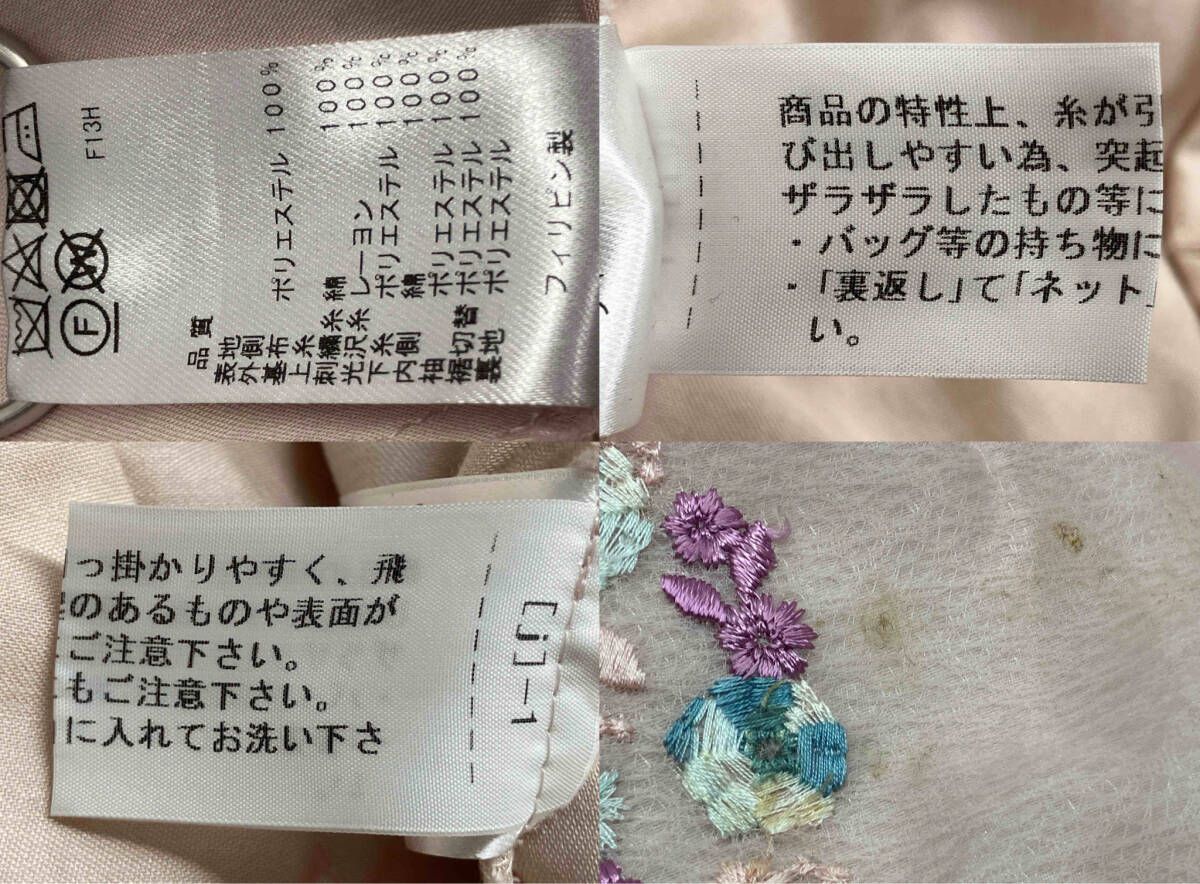 F13H
W
F
品質
表地
外側
基布 ポリエステル 100%
上糸
刺繍糸 綿 100%
光沢糸 レーヨン 100%
下糸 ポリエステル 100%
内側 綿 100%
袖 ポリエステル 100%
裾切替 ポリエステル 100%
裏地 ポリエステル 100%
フィリピン製
商品の特性上、糸が引
び出しやすい為、突起
ザラザラしたもの等に
・バッグ等の持ち物に
・「裏返し」て「ネット」
い。
っ掛かりやすく、飛
のあるものや表面が
ご注意下さい。
もご注意下さい。
に入れてお洗い下さ
1-[!]